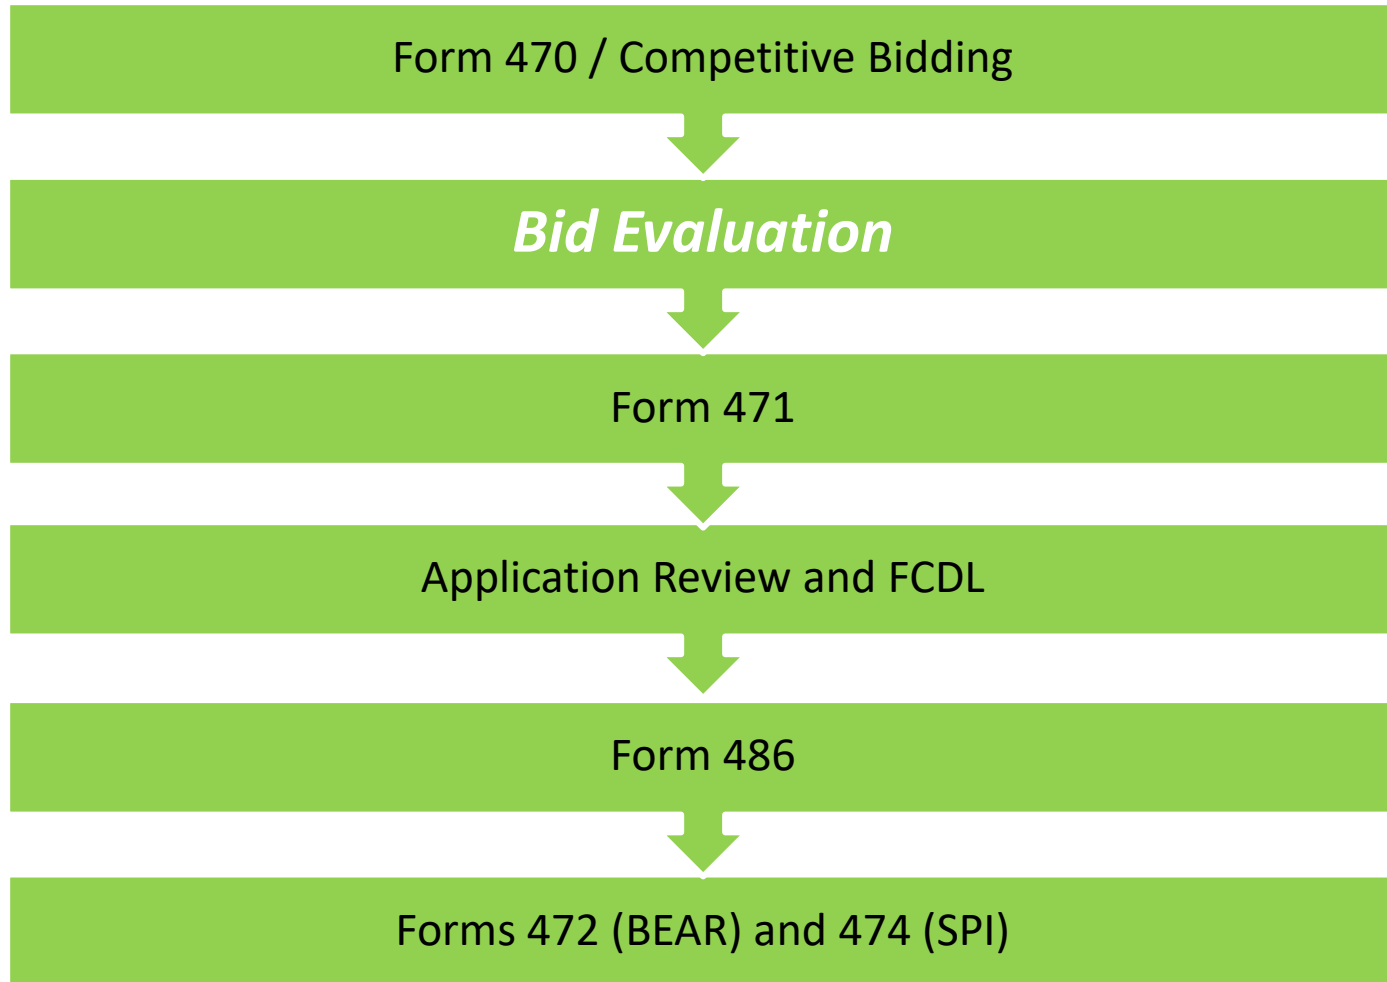 Form 470 / Competitive Bidding
Bid Evaluation
Form 471
Application Review and FCDL
Form 486
Forms 472 (BEAR) and 474 (SPI)